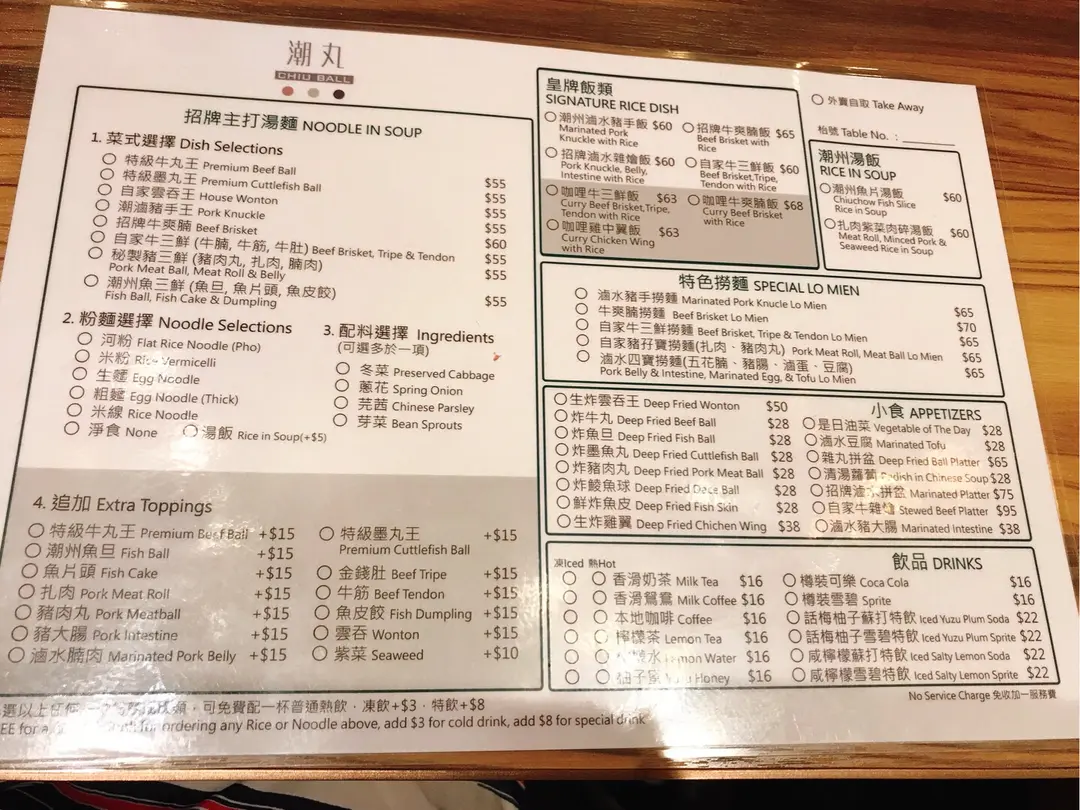 潮丸
CHIU BALL
招牌主打湯麵 NOODLE IN SOUP
1. 菜式選擇 Dish Selections
特級牛丸王 Premium Beef Ball
特級墨丸王 Premium Cuttlefish Ball $55
自家雲吞王 House Wonton $55
潮滷豬手王 Pork Knuckle $55
招牌牛爽腩 Beef Brisket $55
自家牛三鮮 (牛腩, 牛筋, 牛肚) Beef Brisket, Tripe & Tendon $60
秘製豬三鮮 (豬肉丸, 扎肉, 腩肉) $55
Pork Meat Ball, Meat Roll & Belly $55
潮州魚三鮮 (魚旦, 魚片頭, 魚皮餃)
Fish Ball, Fish Cake & Dumpling $55
2. 粉麵選擇 Noodle Selections
河粉 Flat Rice Noodle (Pho)
米粉 Rice Vermicelli
生麵 Egg Noodle
粗麵 Egg Noodle (Thick)
米線 Rice Noodle
淨食 None 湯飯 Rice in Soup(+$5)
3. 配料選擇 Ingredients
(可選多於一項)
冬菜 Preserved Cabbage
蔥花 Spring Onion
芫茜 Chinese Parsley
芽菜 Bean Sprouts
4. 追加 Extra Toppings
特級牛丸王 Premium Beef Ball +$15
潮州魚旦 Fish Ball +$15
魚片頭 Fish Cake +$15
扎肉 Pork Meat Roll +$15
豬肉丸 Pork Meatball +$15
豬大腸 Pork Intestine +$15
滷水腩肉 Marinated Pork Belly +$15
特級墨丸王 +$15
Premium Cuttlefish Ball
金錢肚 Beef Tripe +$15
牛筋 Beef Tendon +$15
魚皮餃 Fish Dumpling +$15
雲吞 Wonton +$15
紫菜 Seaweed +$10
選以上任何 可免費配一杯普通熱飲，凍飲+$3，特飲+$8
for ordering any Rice or Noodle above, add $3 for cold drink, add $8 for special drink
皇牌飯類
SIGNATURE RICE DISH
潮州滷水豬手飯 $60
Marinated Pork
Knuckle with Rice
招牌滷水雜燴飯 $60
Pork Knuckle, Belly,
Intestine with Rice
咖哩牛三鮮飯 $63
Curry Beef Brisket,Tripe,
Tendon with Rice
咖哩雞中翼飯 $63
Curry Chicken Wing
with Rice
招牌牛爽腩飯 $65
Beef Brisket with
Rice
自家牛三鮮飯 $60
Beef Brisket,Tripe,
Tendon with Rice
咖哩牛爽腩飯 $68
Curry Beef Brisket
with Rice
外賣自取 Take Away
枱號 Table No. :
潮州湯飯
RICE IN SOUP
潮州魚片湯飯 $60
Chiuchow Fish Slice
Rice in Soup
扎肉紫菜肉碎湯飯 $60
Meat Roll, Minced Pork &
Seaweed Rice in Soup
特色撈麵 SPECIAL LO MIEN
滷水豬手撈麵 Marinated Pork Knucle Lo Mien $65
牛爽腩撈麵 Beef Brisket Lo Mien $70
自家牛三鮮撈麵 Beef Brisket, Tripe & Tendon Lo Mien $65
自家豬孖寶撈麵(扎肉、豬肉丸) Pork Meat Roll, Meat Ball Lo Mien $65
滷水四寶撈麵(五花腩、豬腸、滷蛋、豆腐) $65
Pork Belly & Intestine, Marinated Egg, & Tofu Lo Mien
生炸雲吞王 Deep Fried Wonton $50
炸牛丸 Deep Fried Beef Ball $28
炸魚旦 Deep Fried Fish Ball $28
炸墨魚丸 Deep Fried Cuttlefish Ball $28
炸豬肉丸 Deep Fried Pork Meat Ball $28
炸鯪魚球 Deep Fried Dace Ball $28
鮮炸魚皮 Deep Fried Fish Skin $28
生炸雞翼 Deep Fried Chichen Wing $38
小食 APPETIZERS
是日油菜 Vegetable of The Day $28
滷水豆腐 Marinated Tofu $28
雜丸拼盆 Deep Fried Ball Platter $65
清湯蘿蔔 Radish in Chinese Soup $28
招牌滷水拼盆 Marinated Platter $75
自家牛雜燴 Stewed Beef Platter $95
滷水豬大腸 Marinated Intestine $38
飲品 DRINKS
凍Iced 熱Hot
香滑奶茶 Milk Tea $16
香滑鴛鴦 Milk Coffee $16
本地咖啡 Coffee $16
檸檬茶 Lemon Tea $16
Lemon Water $16
柚子蜜 Honey $16
樽裝可樂 Coca Cola $16
樽裝雪碧 Sprite $16
話梅柚子蘇打特飲 Iced Yuzu Plum Soda $22
話梅柚子雪碧特飲 Iced Yuzu Plum Sprite $22
咸檸檬蘇打特飲 Iced Salty Lemon Soda $22
咸檸檬雪碧特飲 Iced Salty Lemon Sprite $22
No Service Charge 免收加一服務費